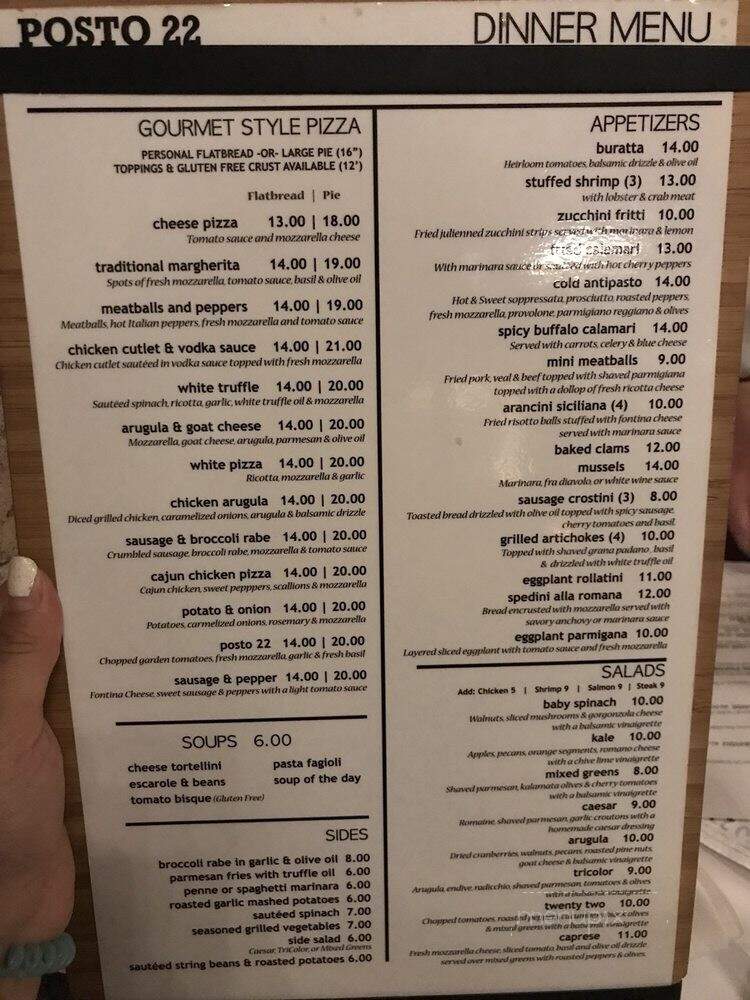 POSTO 22
DINNER MENU
GOURMET STYLE PIZZA
PERSONAL FLATBREAD -OR- LARGE PIE (16")
TOPPINGS & GLUTEN FREE CRUST AVAILABLE (12')
Flatbread | Pie
cheese pizza 13.00 | 18.00
Tomato sauce and mozzarella cheese
traditional margherita 14.00 | 19.00
Spots of fresh mozzarella, tomato sauce, basil & olive oil
meatballs and peppers 14.00 | 19.00
Meatballs, hot Italian peppers, fresh mozzarella and tomato sauce
chicken cutlet & vodka sauce 14.00 | 21.00
Chicken cutlet sautéed in vodka sauce topped with fresh mozzarella
white truffle 14.00 | 20.00
Sautéed spinach, ricotta, garlic, white truffle oil & mozzarella
arugula & goat cheese 14.00 | 20.00
Mozzarella, goat cheese, arugula, parmesan & olive oil
white pizza 14.00 | 20.00
Ricotta, mozzarella & garlic
chicken arugula 14.00 | 20.00
Diced grilled chicken, caramelized onions, arugula & balsamic drizzle
sausage & broccoli rabe 14.00 | 20.00
Crumbled sausage, broccoli rabe, mozzarella & tomato sauce
cajun chicken pizza 14.00 | 20.00
Cajun chicken, sweet pepppers, scallions & mozzarella
potato & onion 14.00 | 20.00
Potatoes, carmelized onions, rosemary & mozzarella
posto 22 14.00 | 20.00
Chopped garden tomatoes, fresh mozzarella, garlic & fresh basil
sausage & pepper 14.00 | 20.00
Fontina Cheese, sweet sausage & peppers with a light tomato sauce
SOUPS 6.00
cheese tortellini
escarole & beans
tomato bisque (Gluten Free)
pasta fagioli
soup of the day
SIDES
broccoli rabe in garlic & olive oil 8.00
parmesan fries with truffle oil 6.00
penne or spaghetti marinara 6.00
roasted garlic mashed potatoes 6.00
sautéed spinach 7.00
seasoned grilled vegetables 7.00
side salad 6.00
Caesar, TriColor, or Mixed Greens
sautéed string beans & roasted potatoes 6.00
APPETIZERS
buratta 14.00
Heirloom tomatoes, balsamic drizzle & olive oil
stuffed shrimp (3) 13.00
with lobster & crab meat
zucchini fritti 10.00
Fried julienned zucchini strips served with marinara & lemon
fried calamari 13.00
With marinara sauce or sautéed with hot cherry peppers
cold antipasto 14.00
Hot & Sweet soppressata, prosciutto, roasted peppers,
fresh mozzarella, provolone, parmigiano reggiano & olives
spicy buffalo calamari 14.00
Served with carrots, celery & blue cheese
mini meatballs 9.00
Fried pork, veal & beef topped with shaved parmigiana
topped with a dollop of fresh ricotta cheese
arancini siciliana (4) 10.00
Fried risotto balls stuffed with fontina cheese
served with marinara sauce
baked clams 12.00
mussels 14.00
Marinara, fra diavolo, or white wine sauce
sausage crostini (3) 8.00
Toasted bread drizzled with olive oil topped with spicy sausage,
cherry tomatoes and basil.
grilled artichokes (4) 10.00
Topped with shaved grana padano, basil
& drizzled with white truffle oil
eggplant rollatini 11.00
spedini alla romana 12.00
Bread encrusted with mozzarella served with
savory anchovy or marinara sauce
eggplant parmigana 10.00
Layered sliced eggplant with tomato sauce and fresh mozzarella
SALADS
Add: Chicken 5 | Shrimp 9 | Salmon 9 | Steak 9
baby spinach 10.00
Walnuts, sliced mushrooms & gorgonzola cheese
with a balsamic vinaigrette
kale 10.00
Apples, pecans, orange segments, romano cheese
with a chive lime vinaigrette
mixed greens 8.00
Shaved parmesan, kalamata olives & cherry tomatoes
with a balsamic vinaigrette
caesar 9.00
Romaine, shaved parmesan, garlic croutons with a
homemade caesar dressing
arugula 10.00
Dried cranberries, walnuts, pecans, roasted pine nuts,
goat cheese & balsamic vinaigrette
tricolor 9.00
Arugula, endive, radicchio, shaved parmesan, tomatoes & olives
with a balsamic vinaigrette
twenty two 10.00
Chopped tomatoes, roasted olives
& mixed greens with a balsamic vinaigrette
caprese 11.00
Fresh mozzarella cheese, sliced tomato, basil and olive oil drizzle
served over mixed greens with roasted peppers & olives.